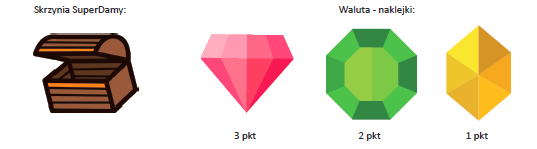 Skrzynia SuperDamy:
Waluta - naklejki:
3 pkt
2 pkt
1 pkt